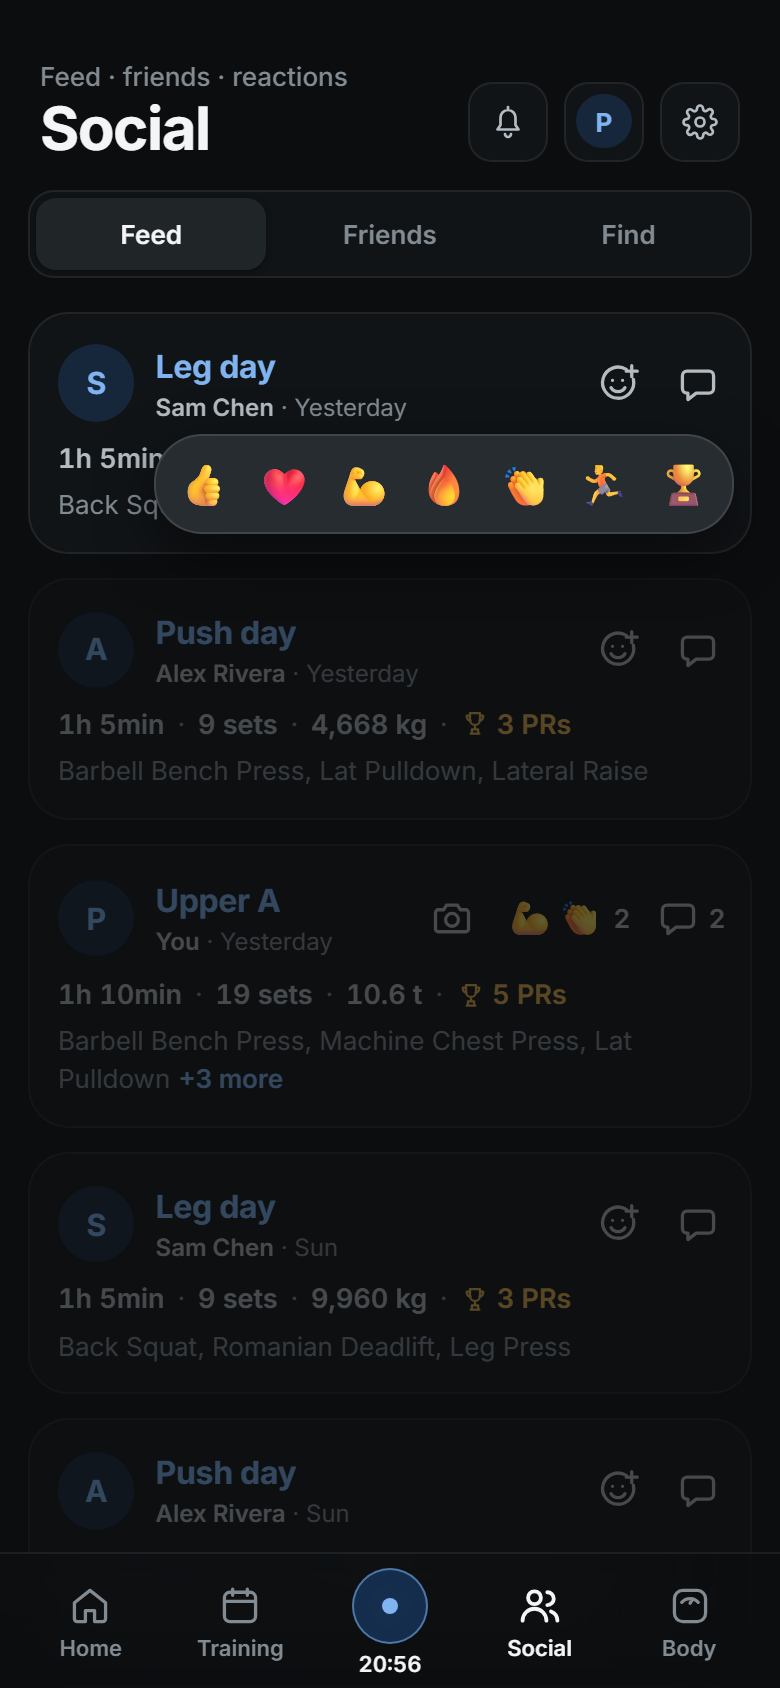 Feed · friends · reactions
Social
P
Feed
Friends
Find
S
Leg day
Sam Chen · Yesterday
1h 5min
Back Sq
👍 ❤️ 💪 🔥 👏 🏃 🏆
A
Push day
Alex Rivera · Yesterday
1h 5min · 9 sets · 4,668 kg · 3 PRs
Barbell Bench Press, Lat Pulldown, Lateral Raise
P
Upper A
You · Yesterday
💪 👏 2
2
1h 10min · 19 sets · 10.6 t · 5 PRs
Barbell Bench Press, Machine Chest Press, Lat
Pulldown +3 more
S
Leg day
Sam Chen · Sun
1h 5min · 9 sets · 9,960 kg · 3 PRs
Back Squat, Romanian Deadlift, Leg Press
A
Push day
Alex Rivera · Sun
Home
Training
20:56
Social
Body